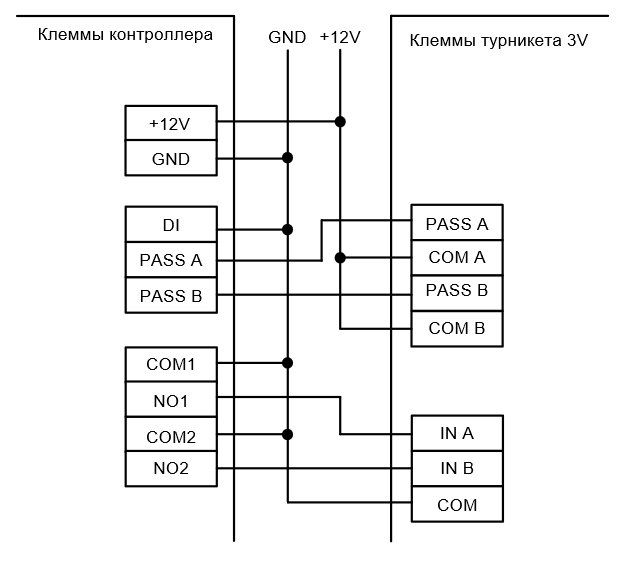 Клеммы контроллера
GND
+12V
Клеммы турникета 3V
+12V
GND
DI
PASS A
PASS B
COM1
NO1
COM2
NO2
PASS A
COM A
PASS B
COM B
IN A
IN B
COM